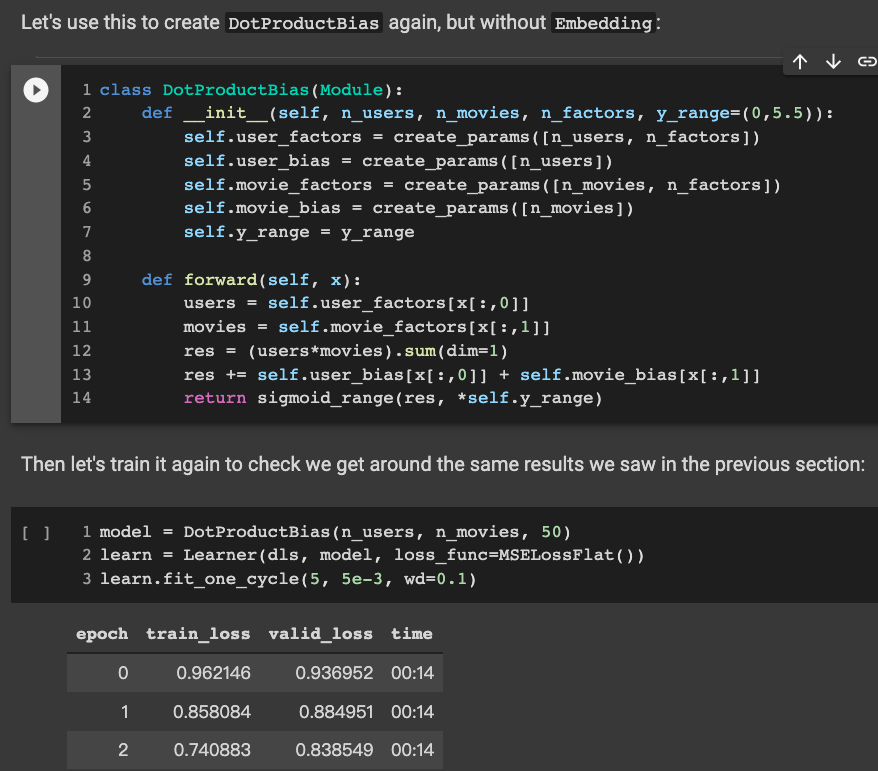 Let's use this to create DotProductBias again, but without Embedding:
1 class DotProductBias(Module):
2     def __init__(self, n_users, n_movies, n_factors, y_range=(0,5.5)):
3         self.user_factors = create_params([n_users, n_factors])
4         self.user_bias = create_params([n_users])
5         self.movie_factors = create_params([n_movies, n_factors])
6         self.movie_bias = create_params([n_movies])
7         self.y_range = y_range
8
9     def forward(self, x):
10         users = self.user_factors[x[:,0]]
11         movies = self.movie_factors[x[:,1]]
12         res = (users*movies).sum(dim=1)
13         res += self.user_bias[x[:,0]] + self.movie_bias[x[:,1]]
14         return sigmoid_range(res, *self.y_range)
Then let's train it again to check we get around the same results we saw in the previous section:
[ ] 1 model = DotProductBias(n_users, n_movies, 50)
2 learn = Learner(dls, model, loss_func=MSELossFlat())
3 learn.fit_one_cycle(5, 5e-3, wd=0.1)
epoch train_loss valid_loss time
0 0.962146 0.936952 00:14
1 0.858084 0.884951 00:14
2 0.740883 0.838549 00:14